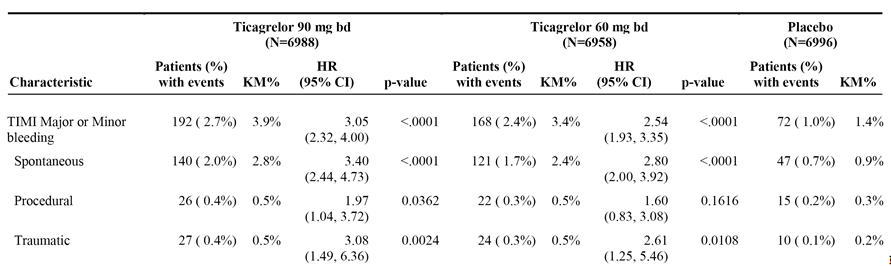 Ticagrelor 90 mg bd Ticagrelor 60 mg bd Placebo
(N=6988) (N=6958) (N=6996)
Patients (%) HR Patients (%) HR Patients (%)
Characteristic with events KM% (95% CI) p-value with events KM% (95% CI) p-value with events KM%
TIMI Major or Minor 192 ( 2.7%) 3.9% 3.05 <.0001 168 ( 2.4%) 3.4% 2.54 <.0001 72 ( 1.0%) 1.4%
bleeding (2.32, 4.00) (1.93, 3.35)
Spontaneous 140 ( 2.0%) 2.8% 3.40 <.0001 121 ( 1.7%) 2.4% 2.80 <.0001 47 ( 0.7%) 0.9%
(2.44, 4.73) (2.00, 3.92)
Procedural 26 ( 0.4%) 0.5% 1.97 0.0362 22 ( 0.3%) 0.5% 1.60 0.1616 15 ( 0.2%) 0.3%
(1.04, 3.72) (0.83, 3.08)
Traumatic 27 ( 0.4%) 0.5% 3.08 0.0024 24 ( 0.3%) 0.5% 2.61 0.0108 10 ( 0.1%) 0.2%
(1.49, 6.36) (1.25, 5.46)